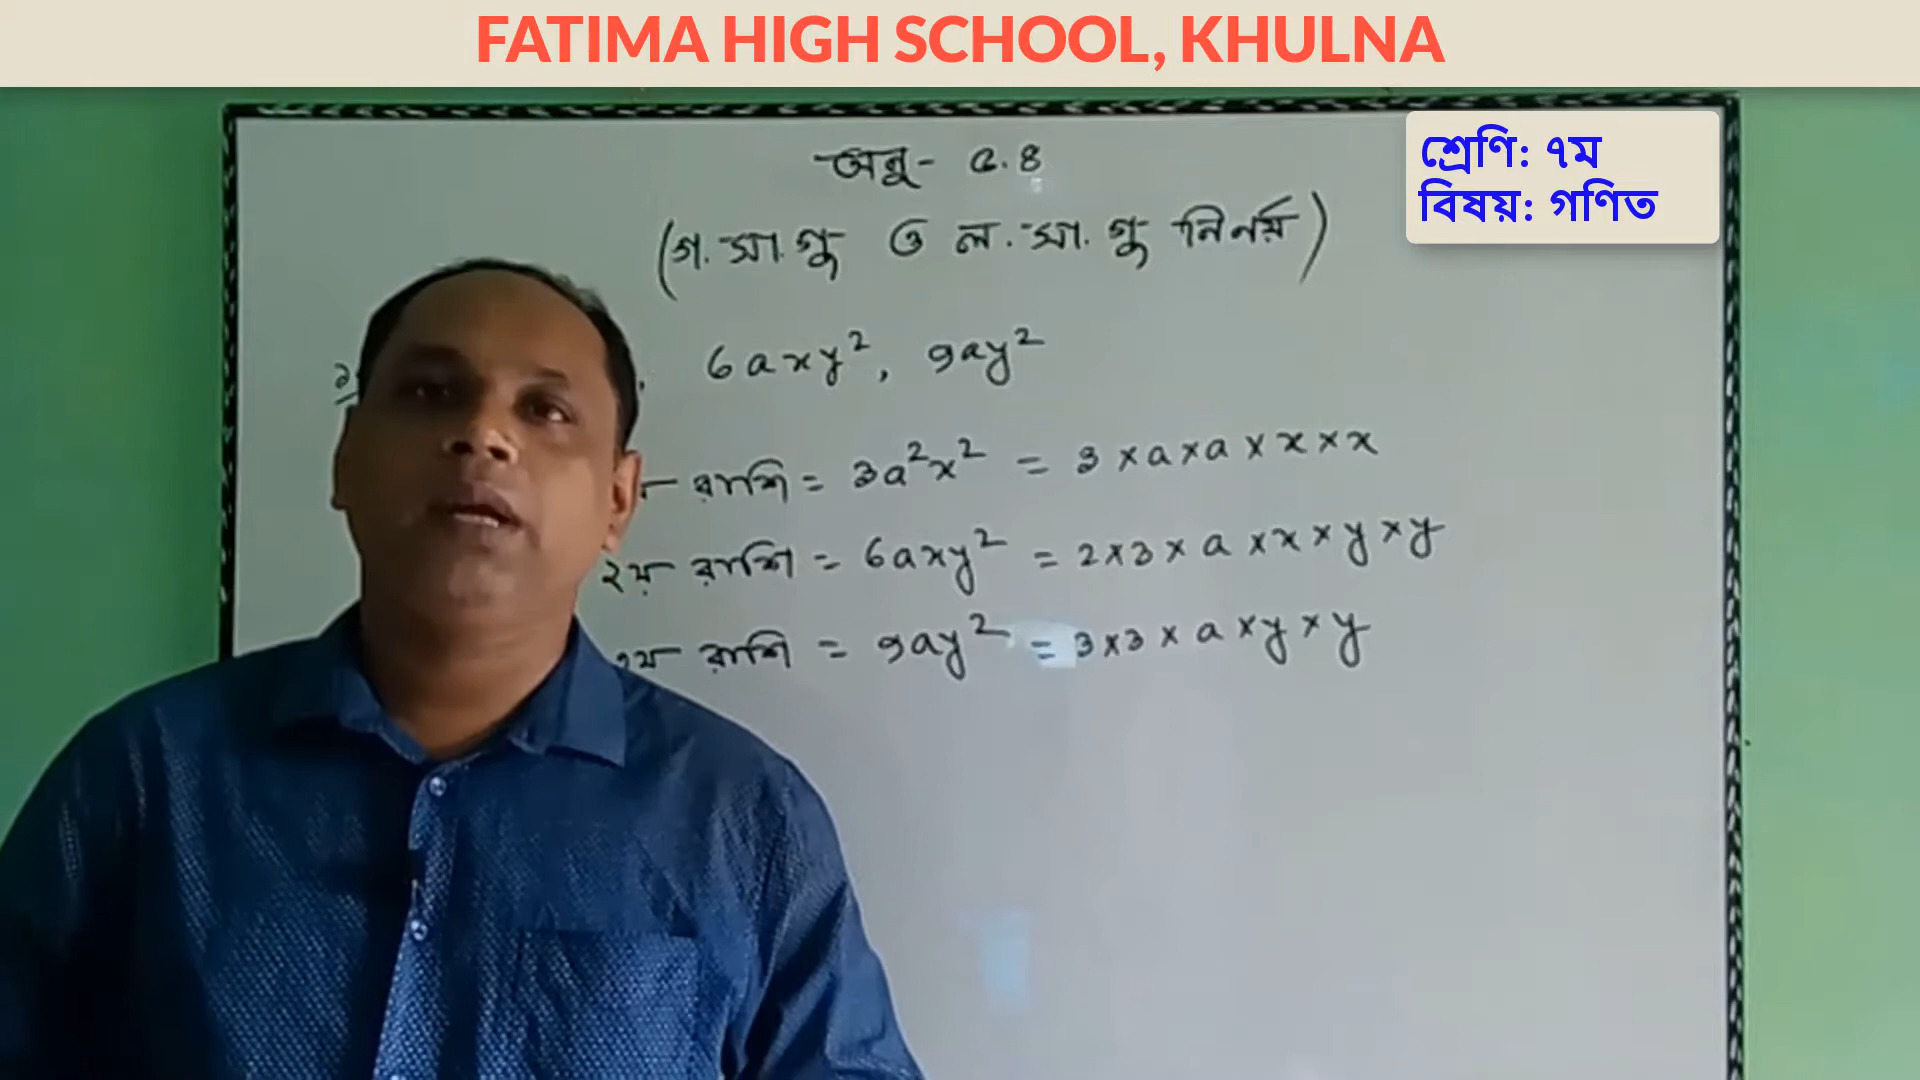 FATIMA HIGH SCHOOL, KHULNA
শ্রেণি: ৭ম
বিষয়: গণিত
অনু- ৫.৪
(গ.সা.গু ও ল.সা.গু নির্নয়)
6axy², 9ay²
রাশি = 3a²x² = 3×a×a×x×x
২য় রাশি = 6axy² = 2×3×a×x×y×y
৩য় রাশি = 9ay² = 3×3×a×y×y